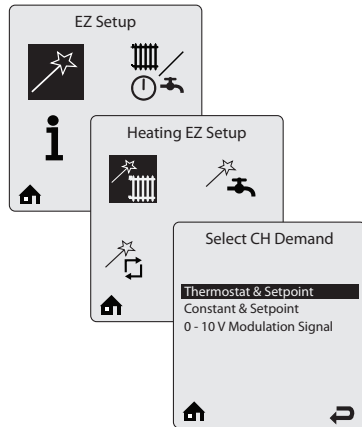 EZ Setup
Heating EZ Setup
Select CH Demand
Thermostat & Setpoint
Constant & Setpoint
0 - 10 V Modulation Signal